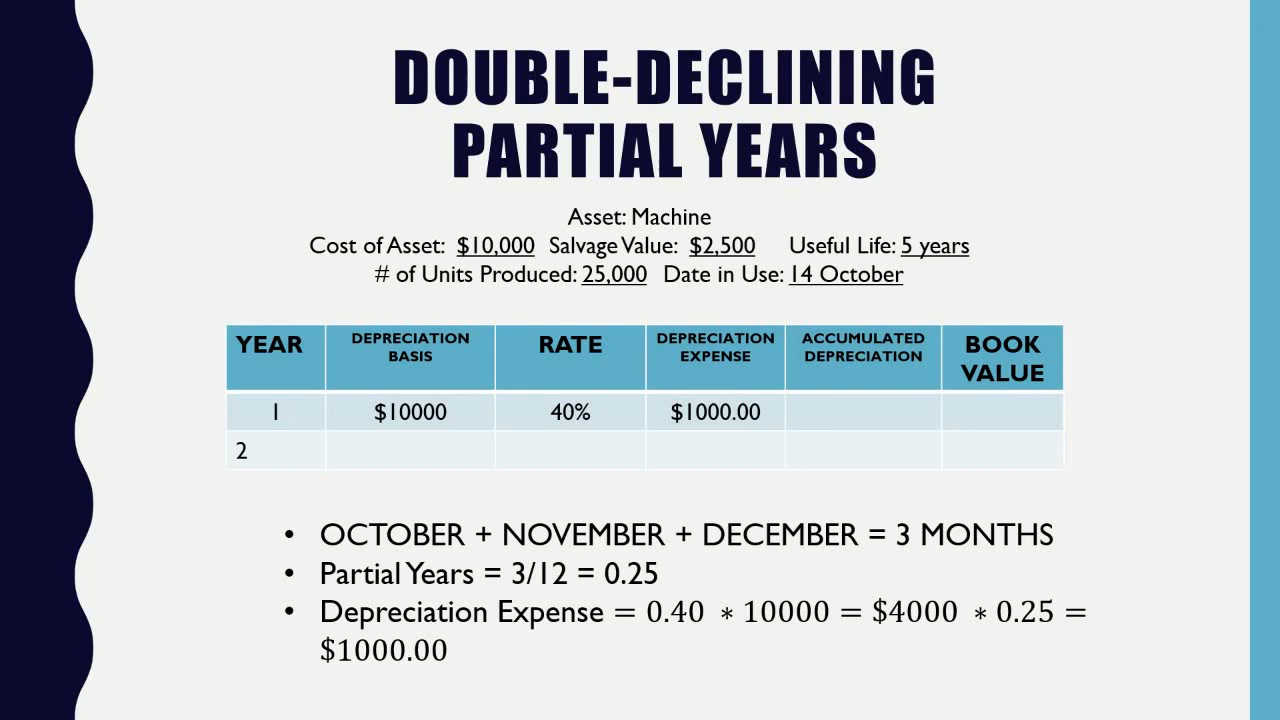 DOUBLE-DECLINING
PARTIAL YEARS
Asset: Machine
Cost of Asset: $10,000 Salvage Value: $2,500 Useful Life: 5 years
# of Units Produced: 25,000 Date in Use: 14 October
YEAR DEPRECIATION BASIS RATE DEPRECIATION EXPENSE ACCUMULATED DEPRECIATION BOOK VALUE
1 $10000 40% $1000.00
2
• OCTOBER + NOVEMBER + DECEMBER = 3 MONTHS
• Partial Years = 3/12 = 0.25
• Depreciation Expense = 0.40 ∗ 10000 = $4000 ∗ 0.25 =
$1000.00